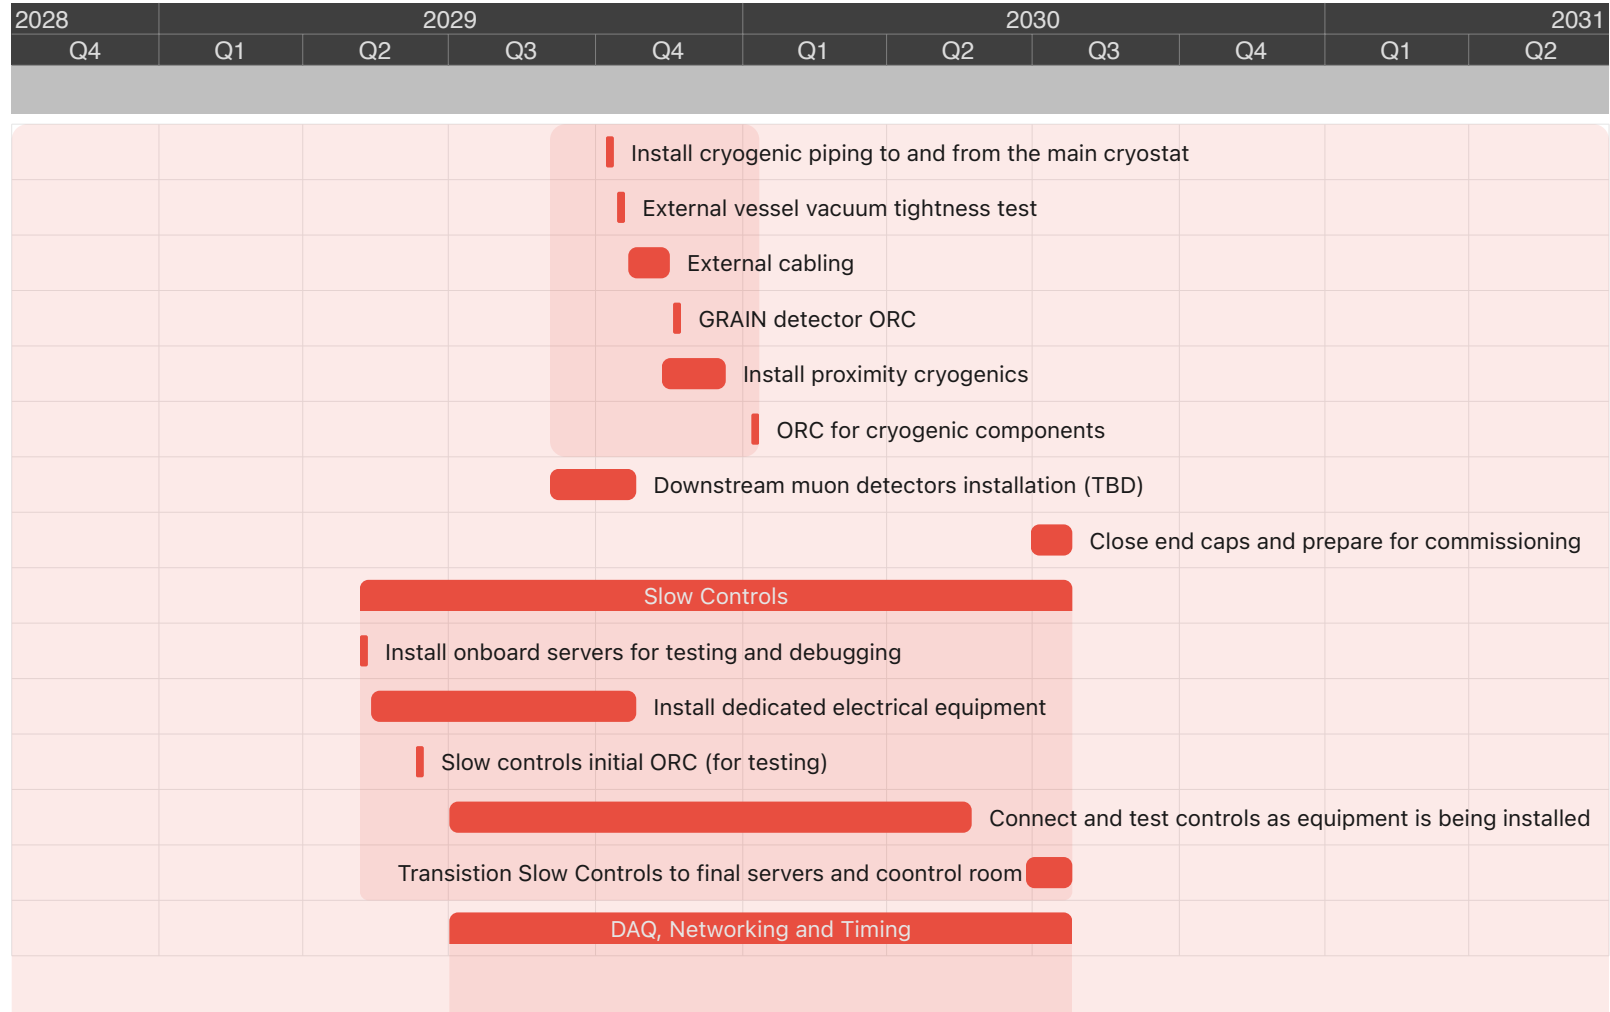 2028 2029 2030 2031
Q4 Q1 Q2 Q3 Q4 Q1 Q2 Q3 Q4 Q1 Q2
Install cryogenic piping to and from the main cryostat
External vessel vacuum tightness test
External cabling
GRAIN detector ORC
Install proximity cryogenics
ORC for cryogenic components
Downstream muon detectors installation (TBD)
Close end caps and prepare for commissioning
Slow Controls
Install onboard servers for testing and debugging
Install dedicated electrical equipment
Slow controls initial ORC (for testing)
Connect and test controls as equipment is being installed
Transistion Slow Controls to final servers and coontrol room
DAQ, Networking and Timing